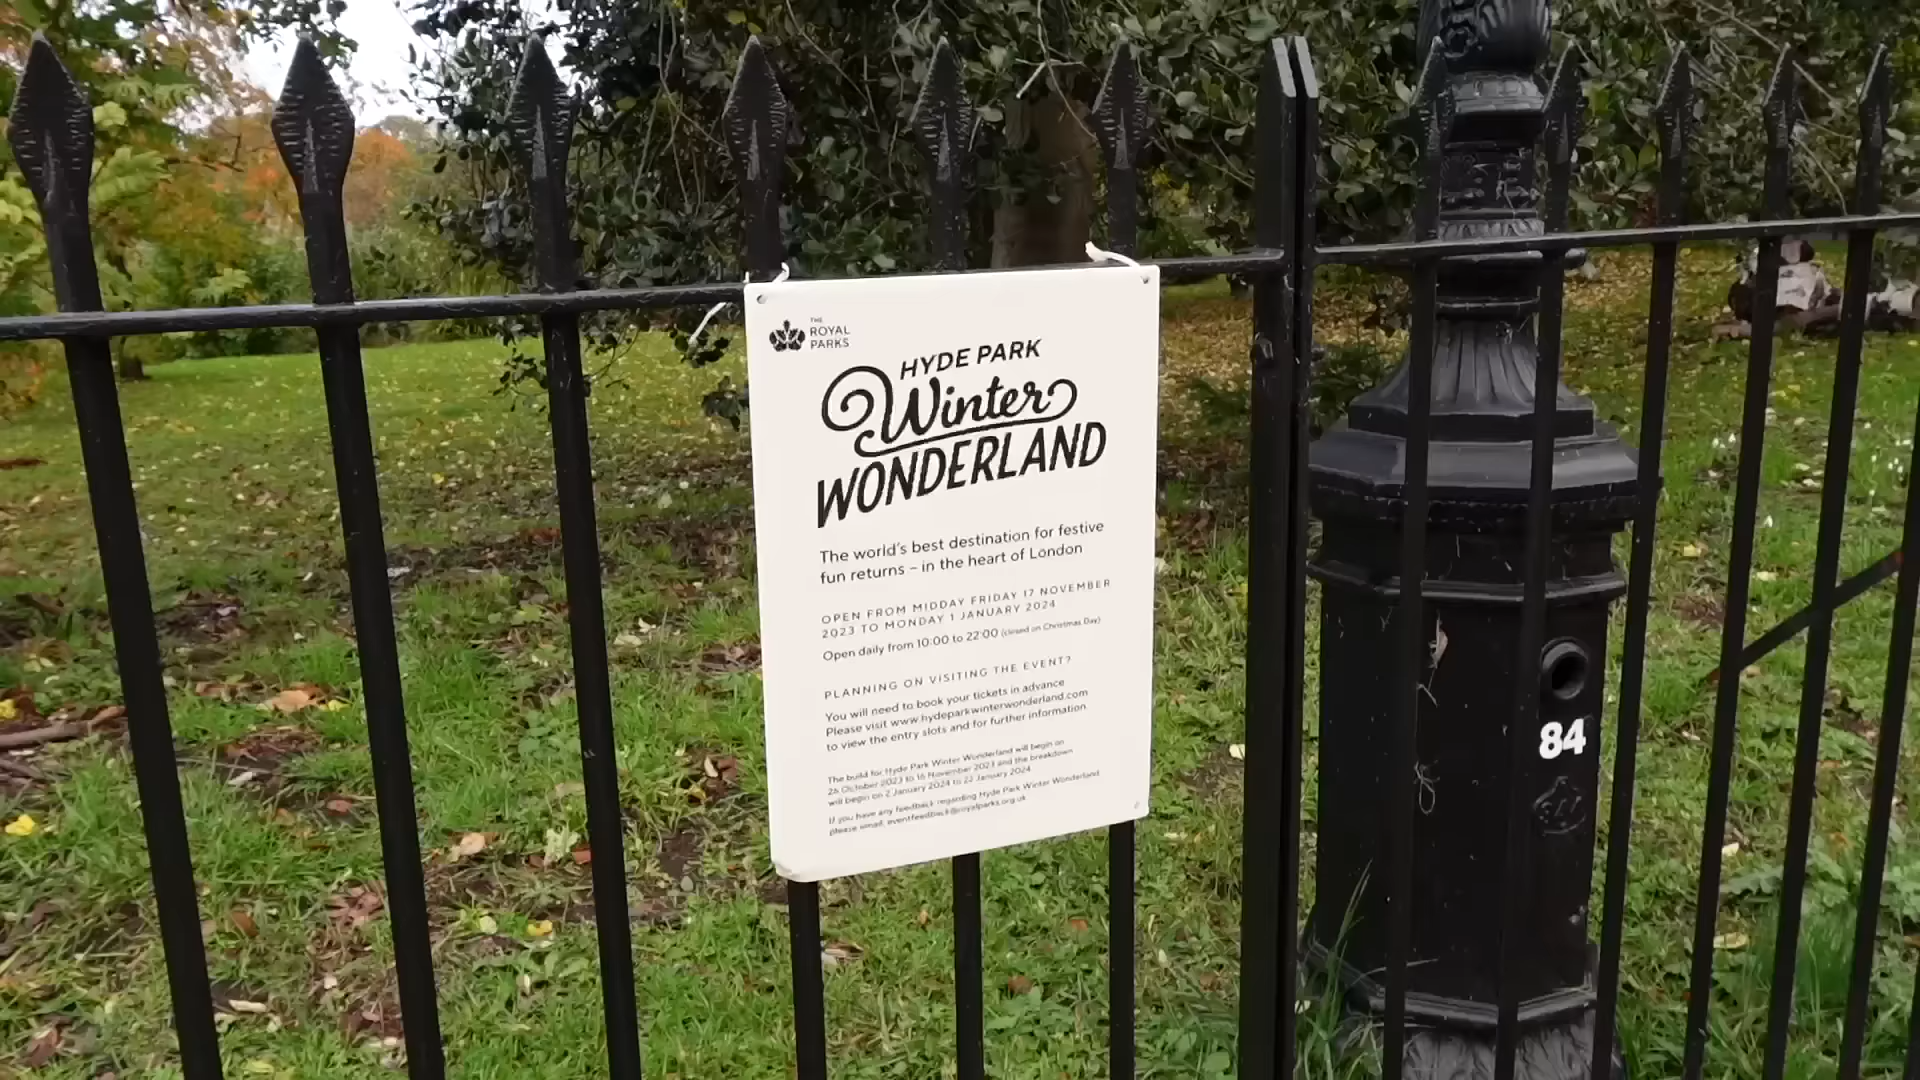 THE
ROYAL
PARKS
HYDE PARK
Winter
WONDERLAND
The world's best destination for festive
fun returns – in the heart of London
OPEN FROM MIDDAY FRIDAY 17 NOVEMBER
2023 TO MONDAY 1 JANUARY 2024
Open daily from 10:00 to 22:00 (closed on Christmas Day)
PLANNING ON VISITING THE EVENT?
You will need to book your tickets in advance
Please visit www.hydeparkwinterwonderland.com
to view the entry slots and for further information
The build for Hyde Park Winter Wonderland will begin on
26 October 2023 to 16 November 2023 and the breakdown
will begin on 2 January 2024 to 22 January 2024
If you have any feedback regarding Hyde Park Winter Wonderland
please email: eventfeedback@royalparks.org.uk
84